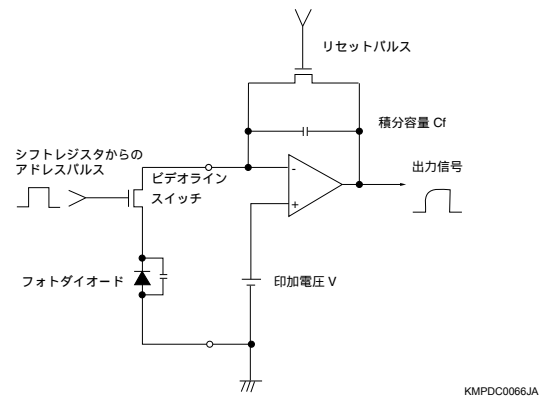 リセットパルス
積分容量 Cf
シフトレジスタからの
アドレスパルス
ビデオライン
スイッチ
-
+
出力信号
フォトダイオード
印加電圧 V
KMPDC0066JA